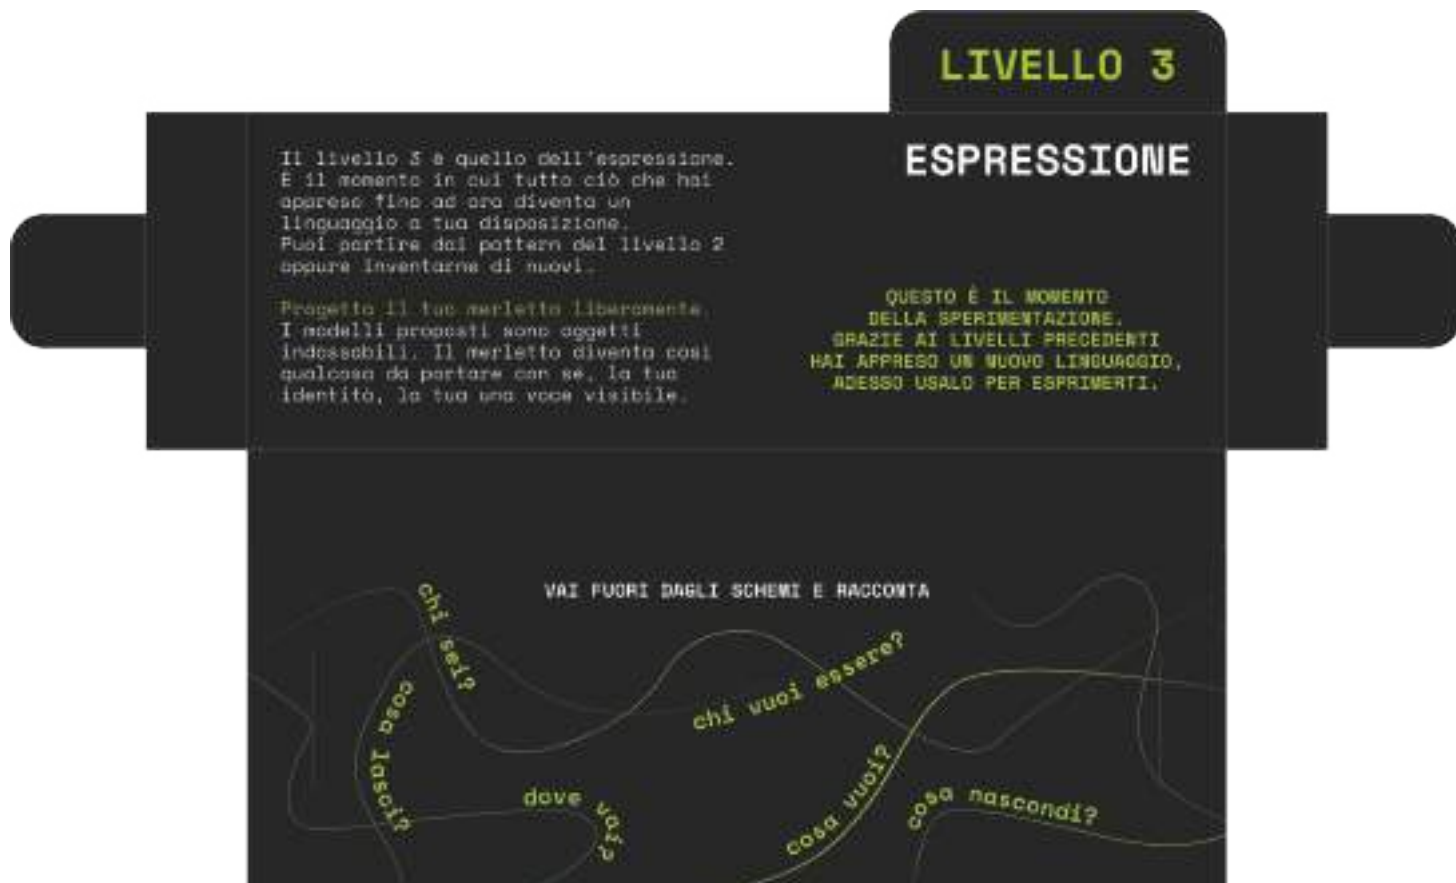 LIVELLO 3
ESPRESSIONE
Il livello 3 è quello dell'espressione.
È il momento in cui tutto ciò che hai
appreso fino ad ora diventa un
linguaggio a tua disposizione.
Puoi partire dai pattern del livello 2
oppure inventarne di nuovi.
Progetta il tuo merletto liberamente.
I modelli proposti sono oggetti
indossabili. Il merletto diventa così
qualcosa da portare con sé, la tua
identità, la tua una voce visibile.
QUESTO È IL MOMENTO
DELLA SPERIMENTAZIONE.
GRAZIE AI LIVELLI PRECEDENTI
HAI APPRESO UN NUOVO LINGUAGGIO,
ADESSO USALO PER ESPRIMERTI.
VAI FUORI DAGLI SCHEMI E RACCONTA
chi sei?
chi vuoi essere?
cosa lasci?
dove vai?
cosa vuoi?
cosa nascondi?